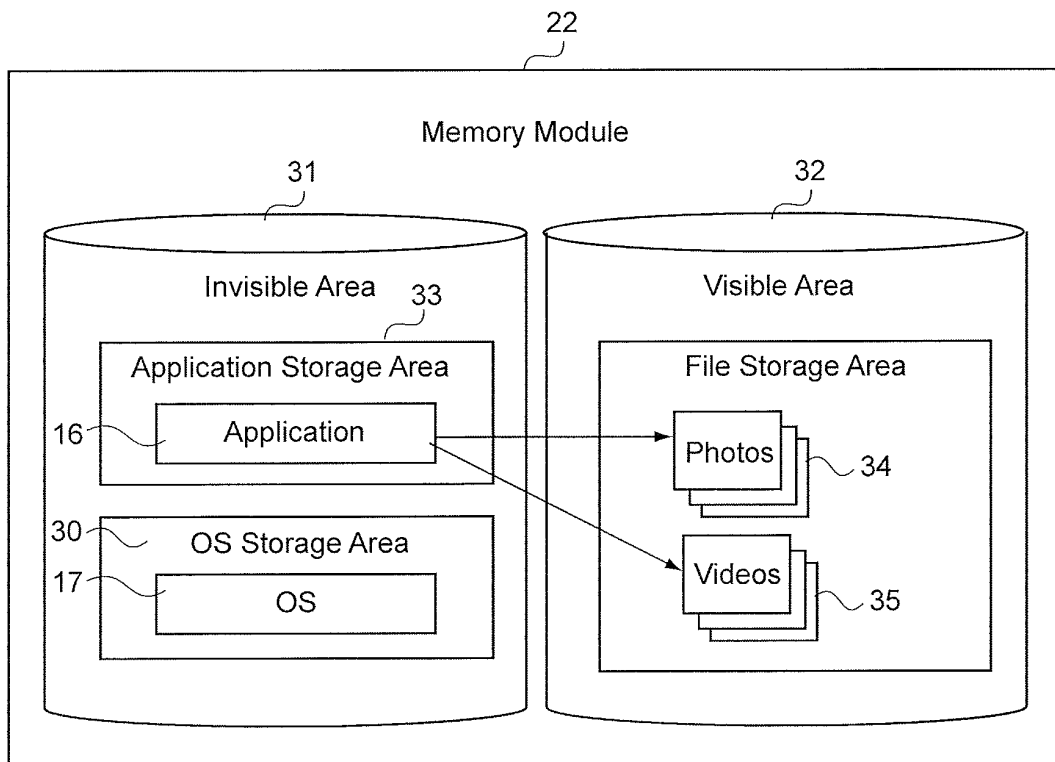 22
Memory Module
31
32
Invisible Area
Visible Area
33
Application Storage Area
File Storage Area
16
Application
Photos
34
30
OS Storage Area
17
OS
Videos
35